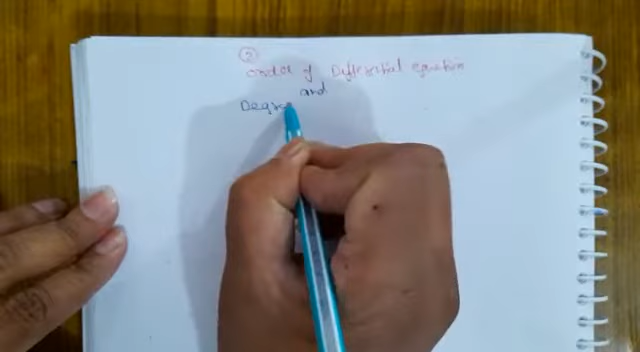 ②
order of Differential equation
and
Degre